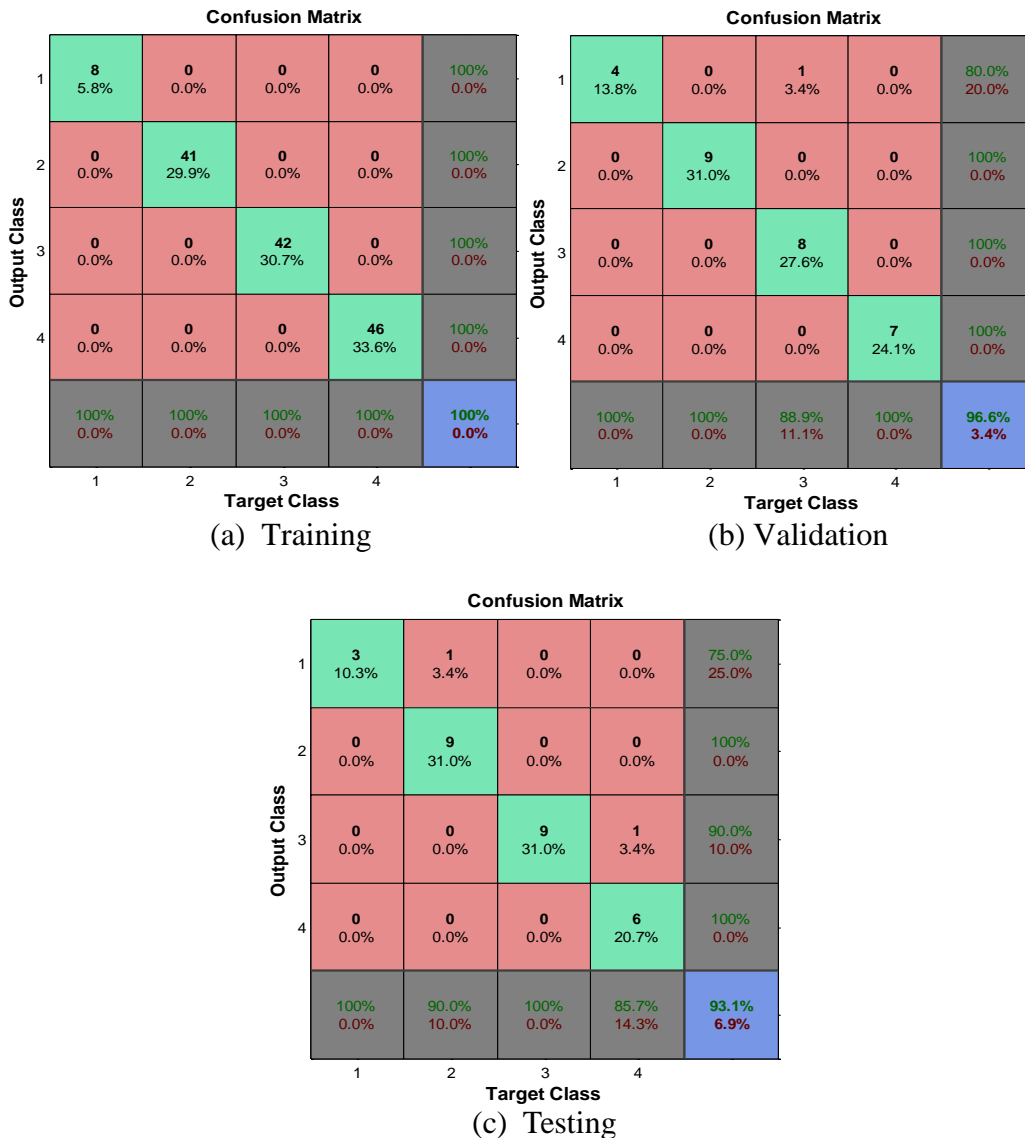 Confusion Matrix
8 0 0 0 100%
5.8% 0.0% 0.0% 0.0% 0.0%
1
0 41 0 0 100%
0.0% 29.9% 0.0% 0.0% 0.0%
2
0 0 42 0 100%
0.0% 0.0% 30.7% 0.0% 0.0%
3
0 0 0 46 100%
0.0% 0.0% 0.0% 33.6% 0.0%
4
100% 100% 100% 100% 100%
0.0% 0.0% 0.0% 0.0% 0.0%
1 2 3 4
Output Class
Target Class
(a) Training
Confusion Matrix
4 0 1 0 80.0%
13.8% 0.0% 3.4% 0.0% 20.0%
1
0 9 0 0 100%
0.0% 31.0% 0.0% 0.0% 0.0%
2
0 0 8 0 100%
0.0% 0.0% 27.6% 0.0% 0.0%
3
0 0 0 7 100%
0.0% 0.0% 0.0% 24.1% 0.0%
4
100% 100% 88.9% 100% 96.6%
0.0% 0.0% 11.1% 0.0% 3.4%
1 2 3 4
Output Class
Target Class
(b) Validation
Confusion Matrix
3 1 0 0 75.0%
10.3% 3.4% 0.0% 0.0% 25.0%
1
0 9 0 0 100%
0.0% 31.0% 0.0% 0.0% 0.0%
2
0 0 9 1 90.0%
0.0% 0.0% 31.0% 3.4% 10.0%
3
0 0 0 6 100%
0.0% 0.0% 0.0% 20.7% 0.0%
4
100% 90.0% 100% 85.7% 93.1%
0.0% 10.0% 0.0% 14.3% 6.9%
1 2 3 4
Output Class
Target Class
(c) Testing